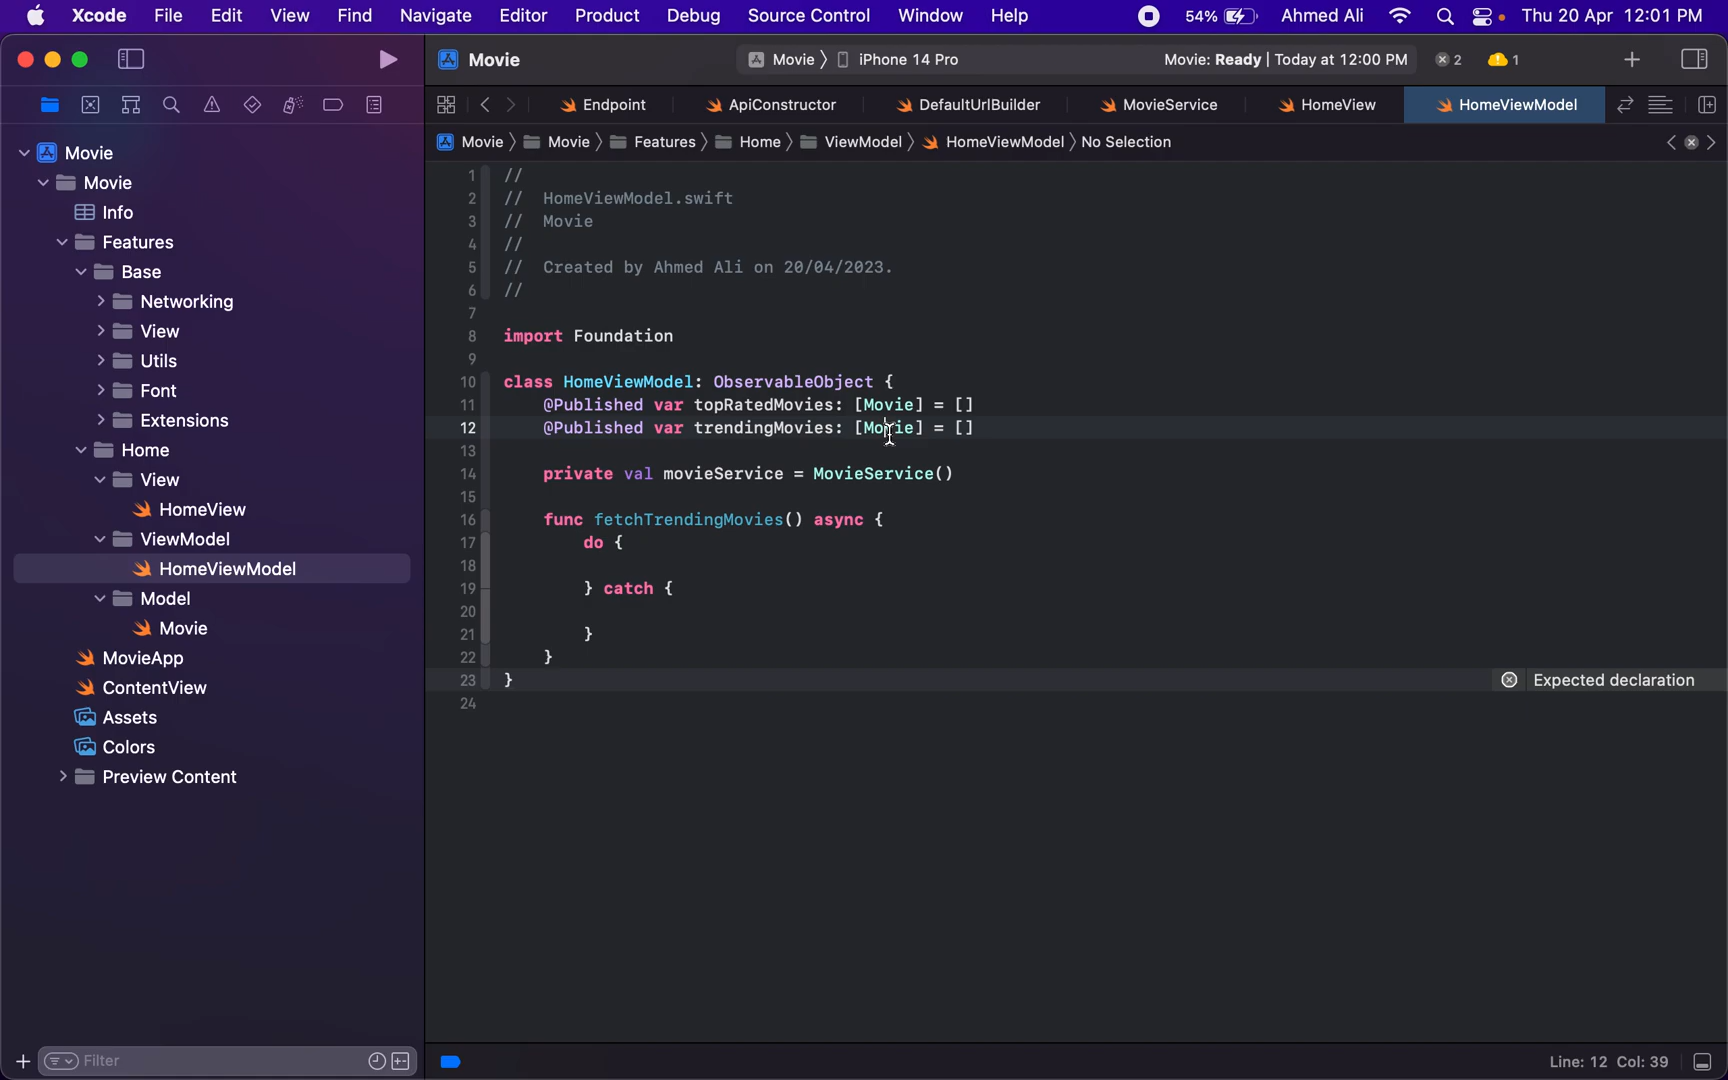 Xcode File Edit View Find Navigate Editor Product Debug Source Control Window Help 54% Ahmed Ali Thu 20 Apr 12:01 PM
Movie Movie 〉 iPhone 14 Pro Movie: Ready | Today at 12:00 PM 2 1
Endpoint ApiConstructor DefaultUrlBuilder MovieService HomeView HomeViewModel
Movie 〉 Movie 〉 Features 〉 Home 〉 ViewModel 〉 HomeViewModel 〉 No Selection
Movie
Movie
Info
Features
Base
Networking
View
Utils
Font
Extensions
Home
View
HomeView
ViewModel
HomeViewModel
Model
Movie
MovieApp
ContentView
Assets
Colors
Preview Content
Filter
1 //
2 // HomeViewModel.swift
3 // Movie
4 //
5 // Created by Ahmed Ali on 20/04/2023.
6 //
7
8 import Foundation
9
10 class HomeViewModel: ObservableObject {
11 @Published var topRatedMovies: [Movie] = []
12 @Published var trendingMovies: [Movie] = []
13
14 private val movieService = MovieService()
15
16 func fetchTrendingMovies() async {
17 do {
18
19 } catch {
20
21 }
22 }
23 } Expected declaration
24
Line: 12 Col: 39